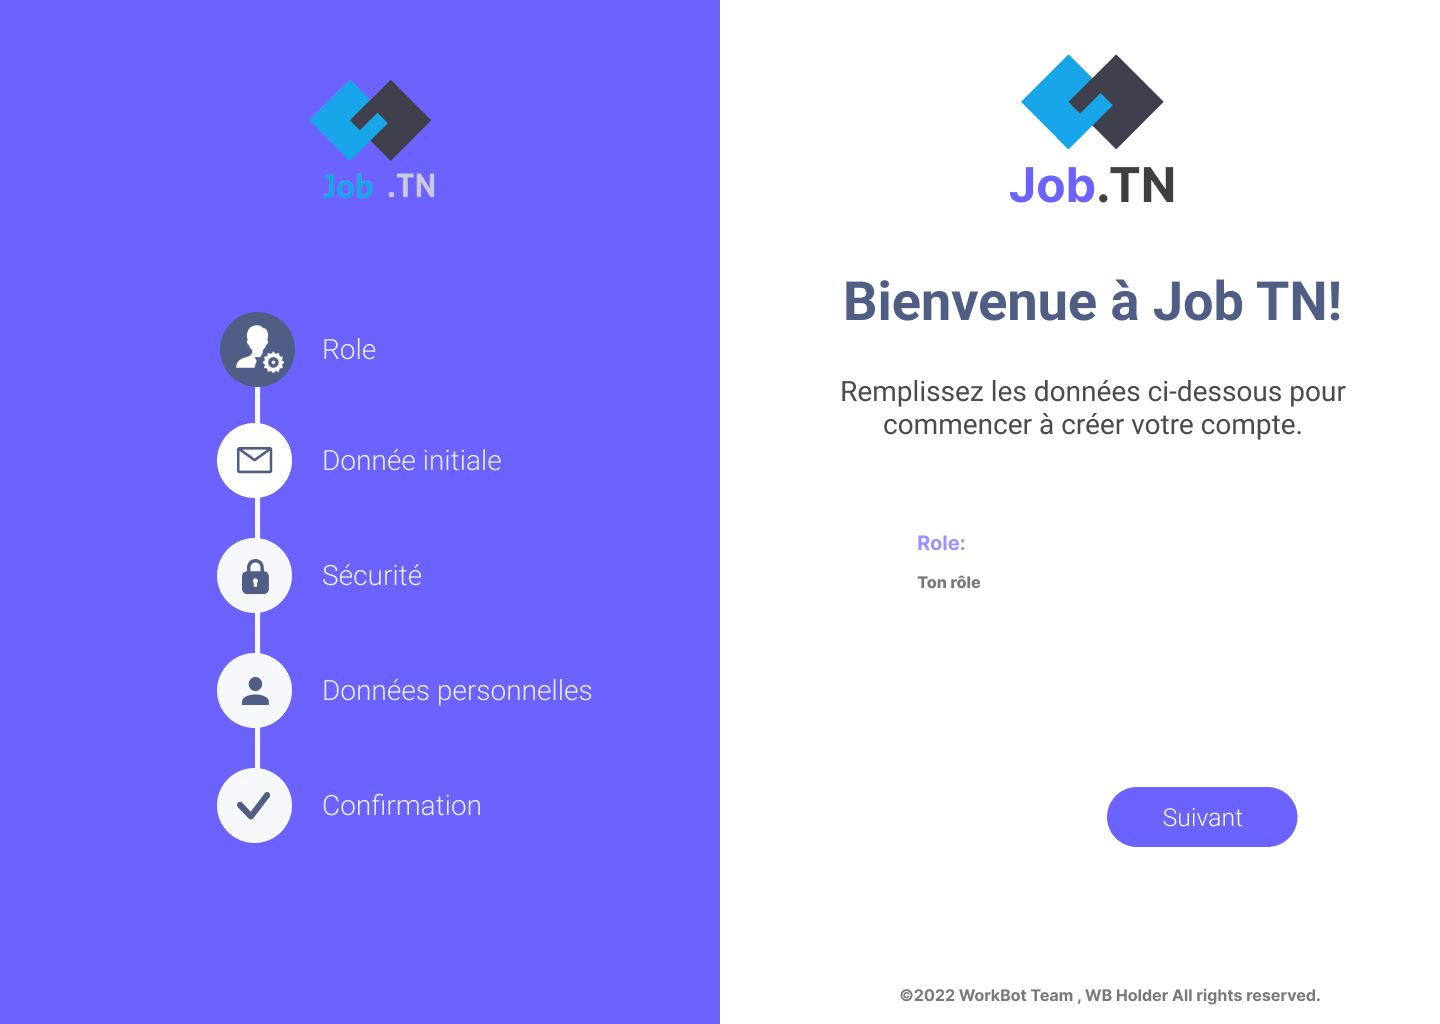 Job .TN
Role
Donnée initiale
Sécurité
Données personnelles
Confirmation
Job.TN
Bienvenue à Job TN!
Remplissez les données ci-dessous pour
commencer à créer votre compte.
Role:
Ton rôle
Suivant
©2022 WorkBot Team , WB Holder All rights reserved.